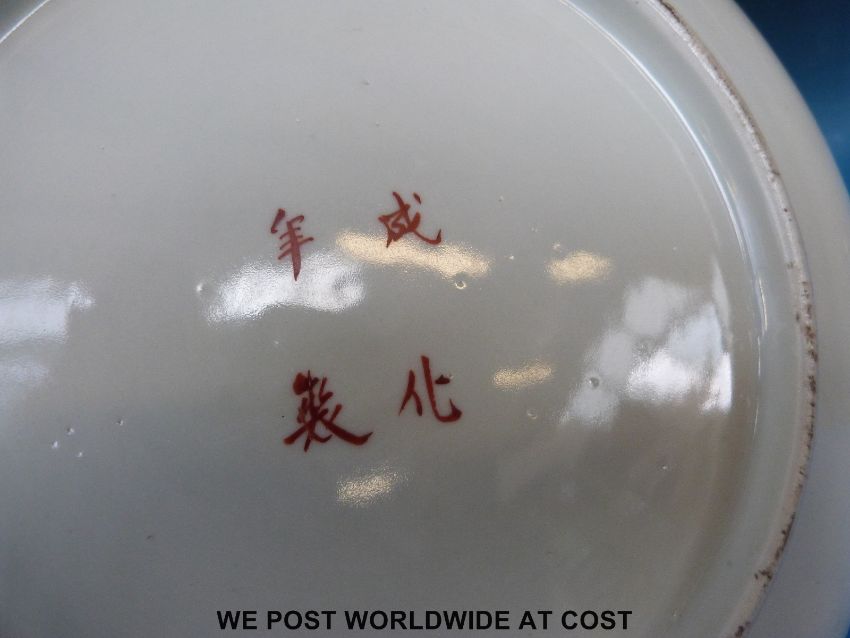 成化
年製
WE POST WORLDWIDE AT COST